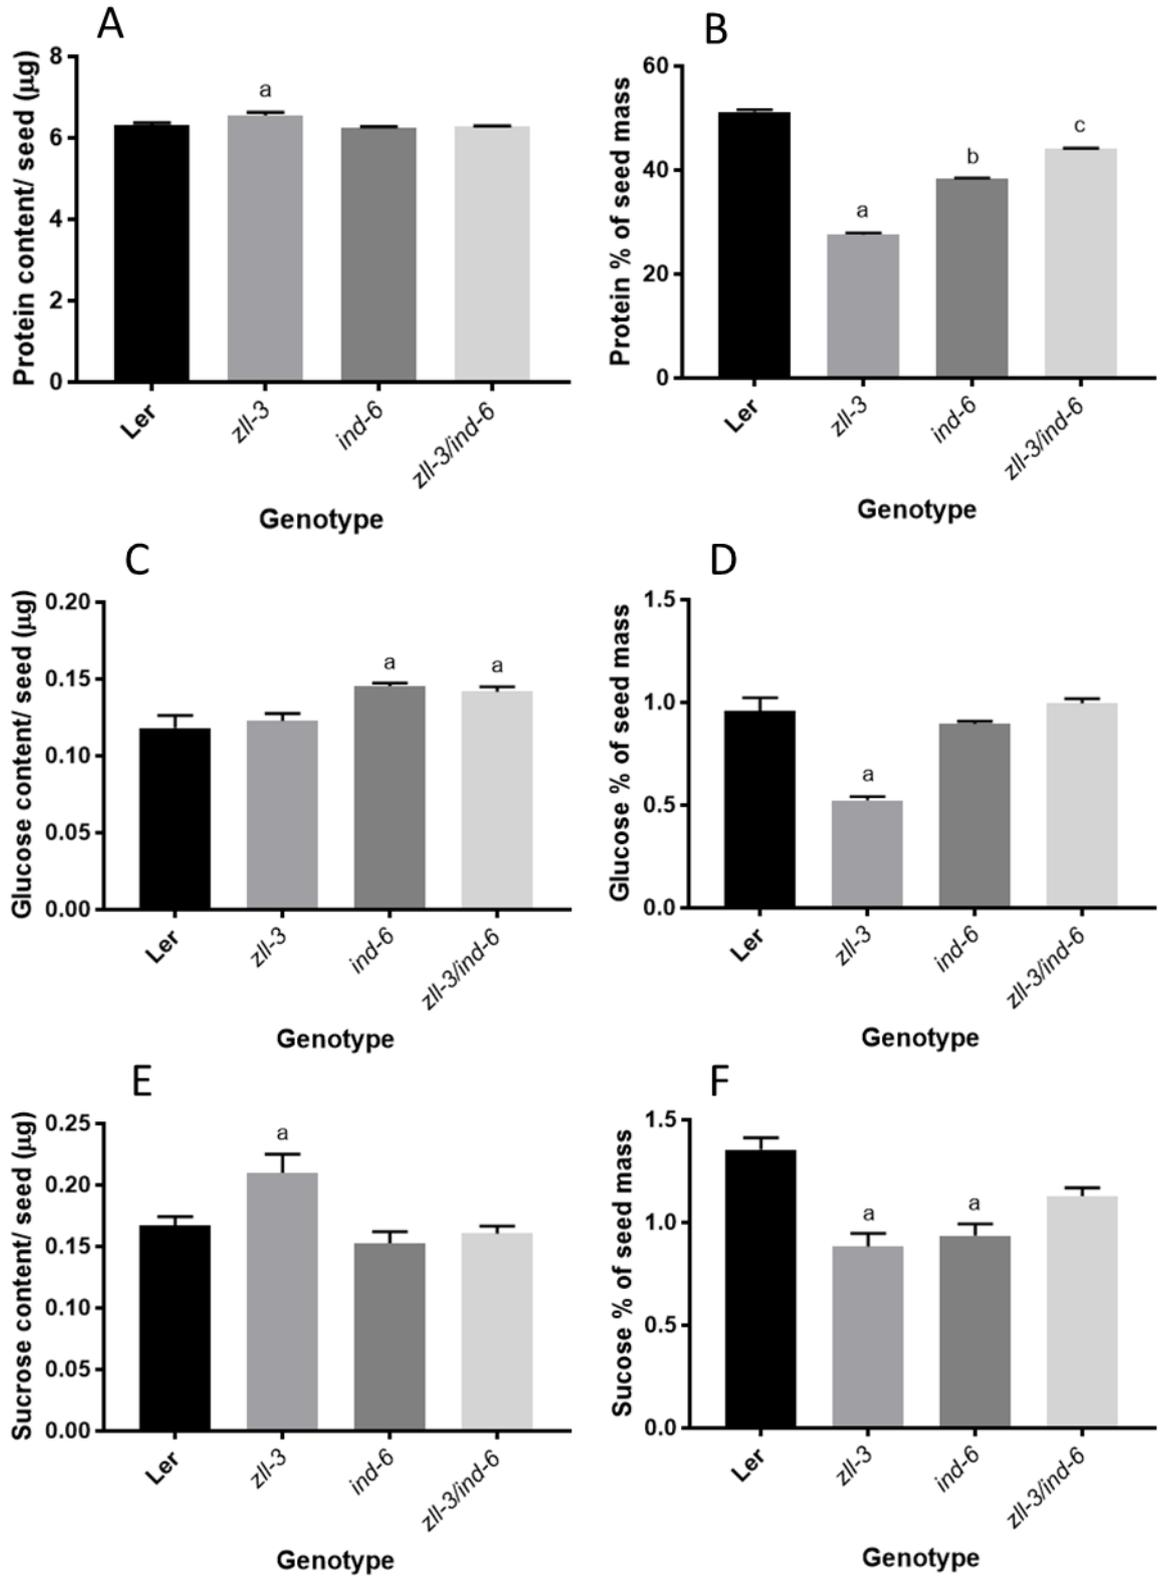 A
Protein content/ seed (µg)
8
6
4
2
0
a
Ler
zll-3
ind-6
zll-3/ind-6
Genotype
B
Protein % of seed mass
60
40
20
0
a
b
c
Ler
zll-3
ind-6
zll-3/ind-6
Genotype
C
Glucose content/ seed (µg)
0.20
0.15
0.10
0.05
0.00
a
a
Ler
zll-3
ind-6
zll-3/ind-6
Genotype
D
Glucose % of seed mass
1.5
1.0
0.5
0.0
a
Ler
zll-3
ind-6
zll-3/ind-6
Genotype
E
Sucrose content/ seed (µg)
0.25
0.20
0.15
0.10
0.05
0.00
a
Ler
zll-3
ind-6
zll-3/ind-6
Genotype
F
Sucose % of seed mass
1.5
1.0
0.5
0.0
a
a
Ler
zll-3
ind-6
zll-3/ind-6
Genotype